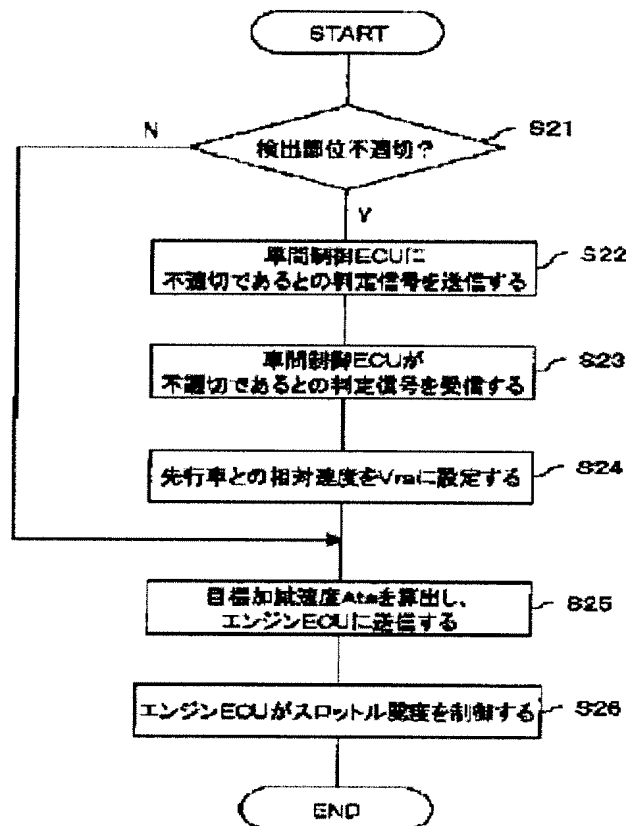 START
N
検出部位不適切？
S21
Y
車間制御ECUに
不適切であるとの判定信号を送信する
S22
車間制御ECUが
不適切であるとの判定信号を受信する
S23
先行車との相対速度をVraに設定する
S24
目標加減速度Ataを算出し、
エンジンECUに送信する
S25
エンジンECUがスロットル開度を制御する
S26
END